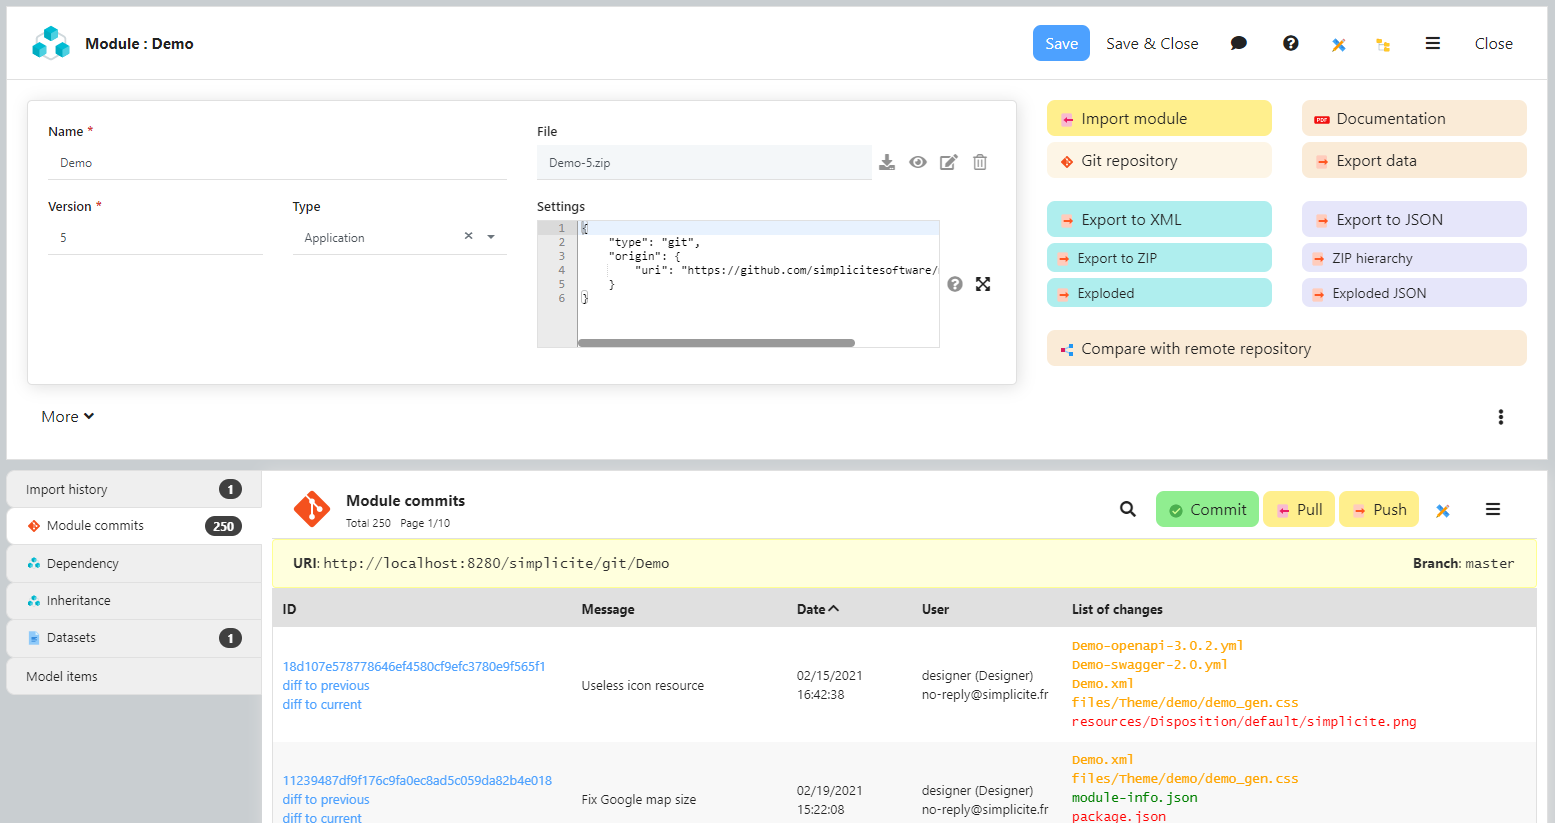 Module : Demo
Save
Save & Close
Close
Name *
Demo
File
Demo-5.zip
Version *
5
Type
Application
Settings
1 {
2 "type": "git",
3 "origin": {
4 "uri": "https://github.com/simplicitesoftware/
5 }
6 }
Import module
Documentation
Git repository
Export data
Export to XML
Export to JSON
Export to ZIP
ZIP hierarchy
Exploded
Exploded JSON
Compare with remote repository
More
Import history 1
Module commits 250
Dependency
Inheritance
Datasets 1
Model items
Module commits
Total 250 Page 1/10
Commit
Pull
Push
URI: http://localhost:8280/simplicite/git/Demo
Branch: master
ID Message Date User List of changes
18d107e578778646ef4580cf9efc3780e9f565f1
diff to previous
diff to current
Useless icon resource
02/15/2021
16:42:38
designer (Designer)
no-reply@simplicite.fr
Demo-openapi-3.0.2.yml
Demo-swagger-2.0.yml
Demo.xml
files/Theme/demo/demo_gen.css
resources/Disposition/default/simplicite.png
11239487df9f176c9fa0ec8ad5c059da82b4e018
diff to previous
diff to current
Fix Google map size
02/19/2021
15:22:08
designer (Designer)
no-reply@simplicite.fr
Demo.xml
files/Theme/demo/demo_gen.css
module-info.json
package.json